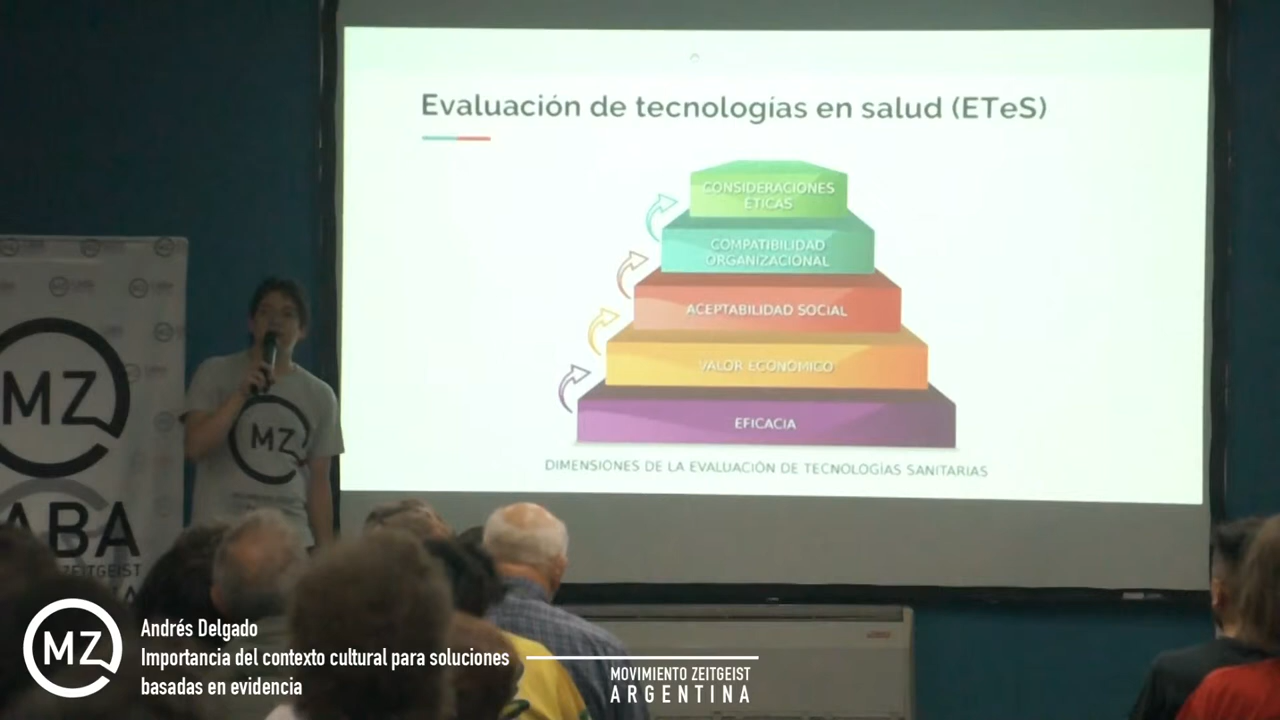 Evaluación de tecnologías en salud (ETeS)
CONSIDERACIONES
ÉTICAS
COMPATIBILIDAD
ORGANIZACIONAL
ACEPTABILIDAD SOCIAL
VALOR ECONÓMICO
EFICACIA
DIMENSIONES DE LA EVALUACIÓN DE TECNOLOGÍAS SANITARIAS
MZ
MZ
ABA
ZEITGEIST
MZ
Andrés Delgado
Importancia del contexto cultural para soluciones
basadas en evidencia
MOVIMIENTO ZEITGEIST
ARGENTINA